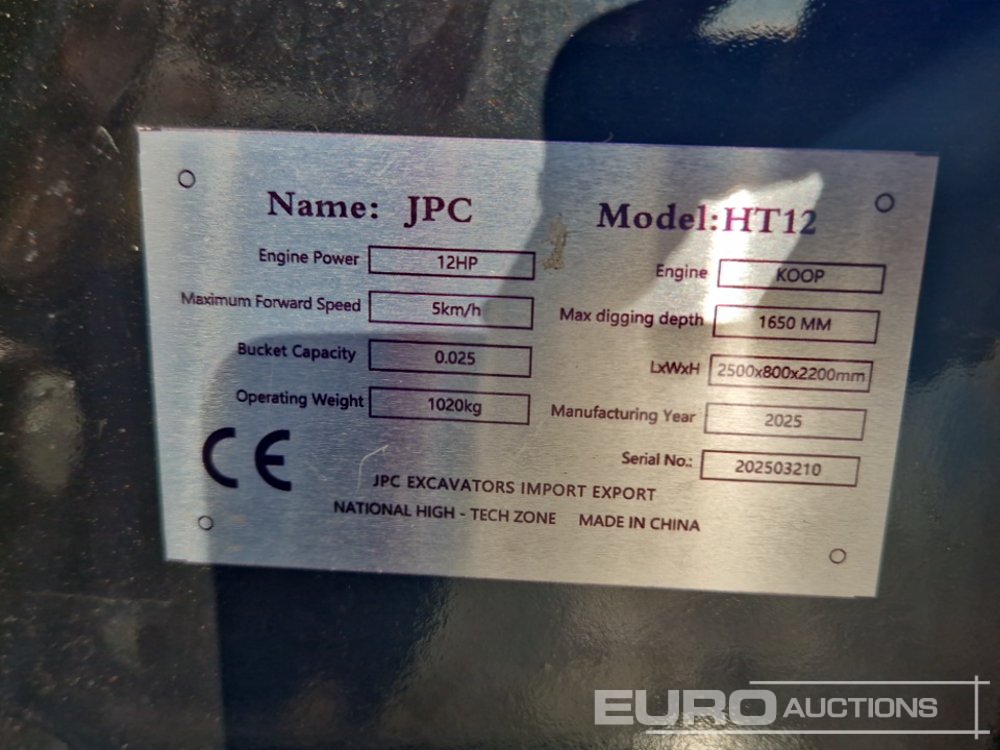 Name: JPC Model:HT12
Engine Power 12HP Engine KOOP
Maximum Forward Speed 5km/h Max digging depth 1650 MM
Bucket Capacity 0.025 LxWxH 2500x800x2200mm
Operating Weight 1020kg Manufacturing Year 2025
CE Serial No.: 202503210
JPC EXCAVATORS IMPORT EXPORT
NATIONAL HIGH - TECH ZONE MADE IN CHINA
EURO AUCTIONS